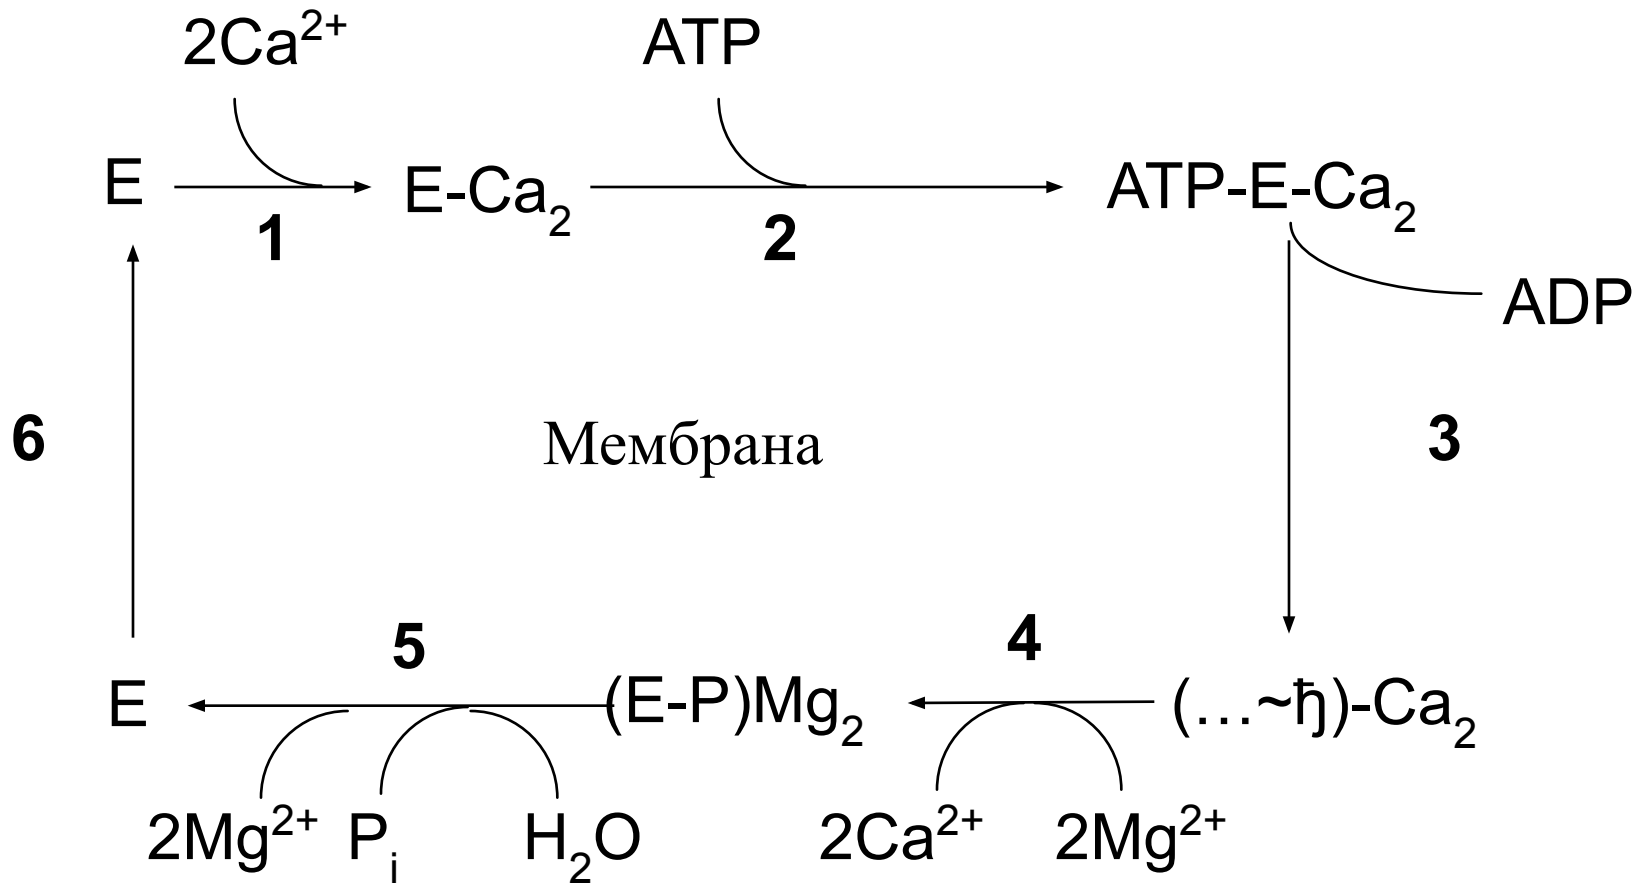 2Ca²⁺ ATP
E E-Ca₂ ATP-E-Ca₂
1 2
ADP
6 Мембрана 3
5 4
E (E-P)Mg₂ (…~ђ)-Ca₂
2Mg²⁺ Pᵢ H₂O 2Ca²⁺ 2Mg²⁺